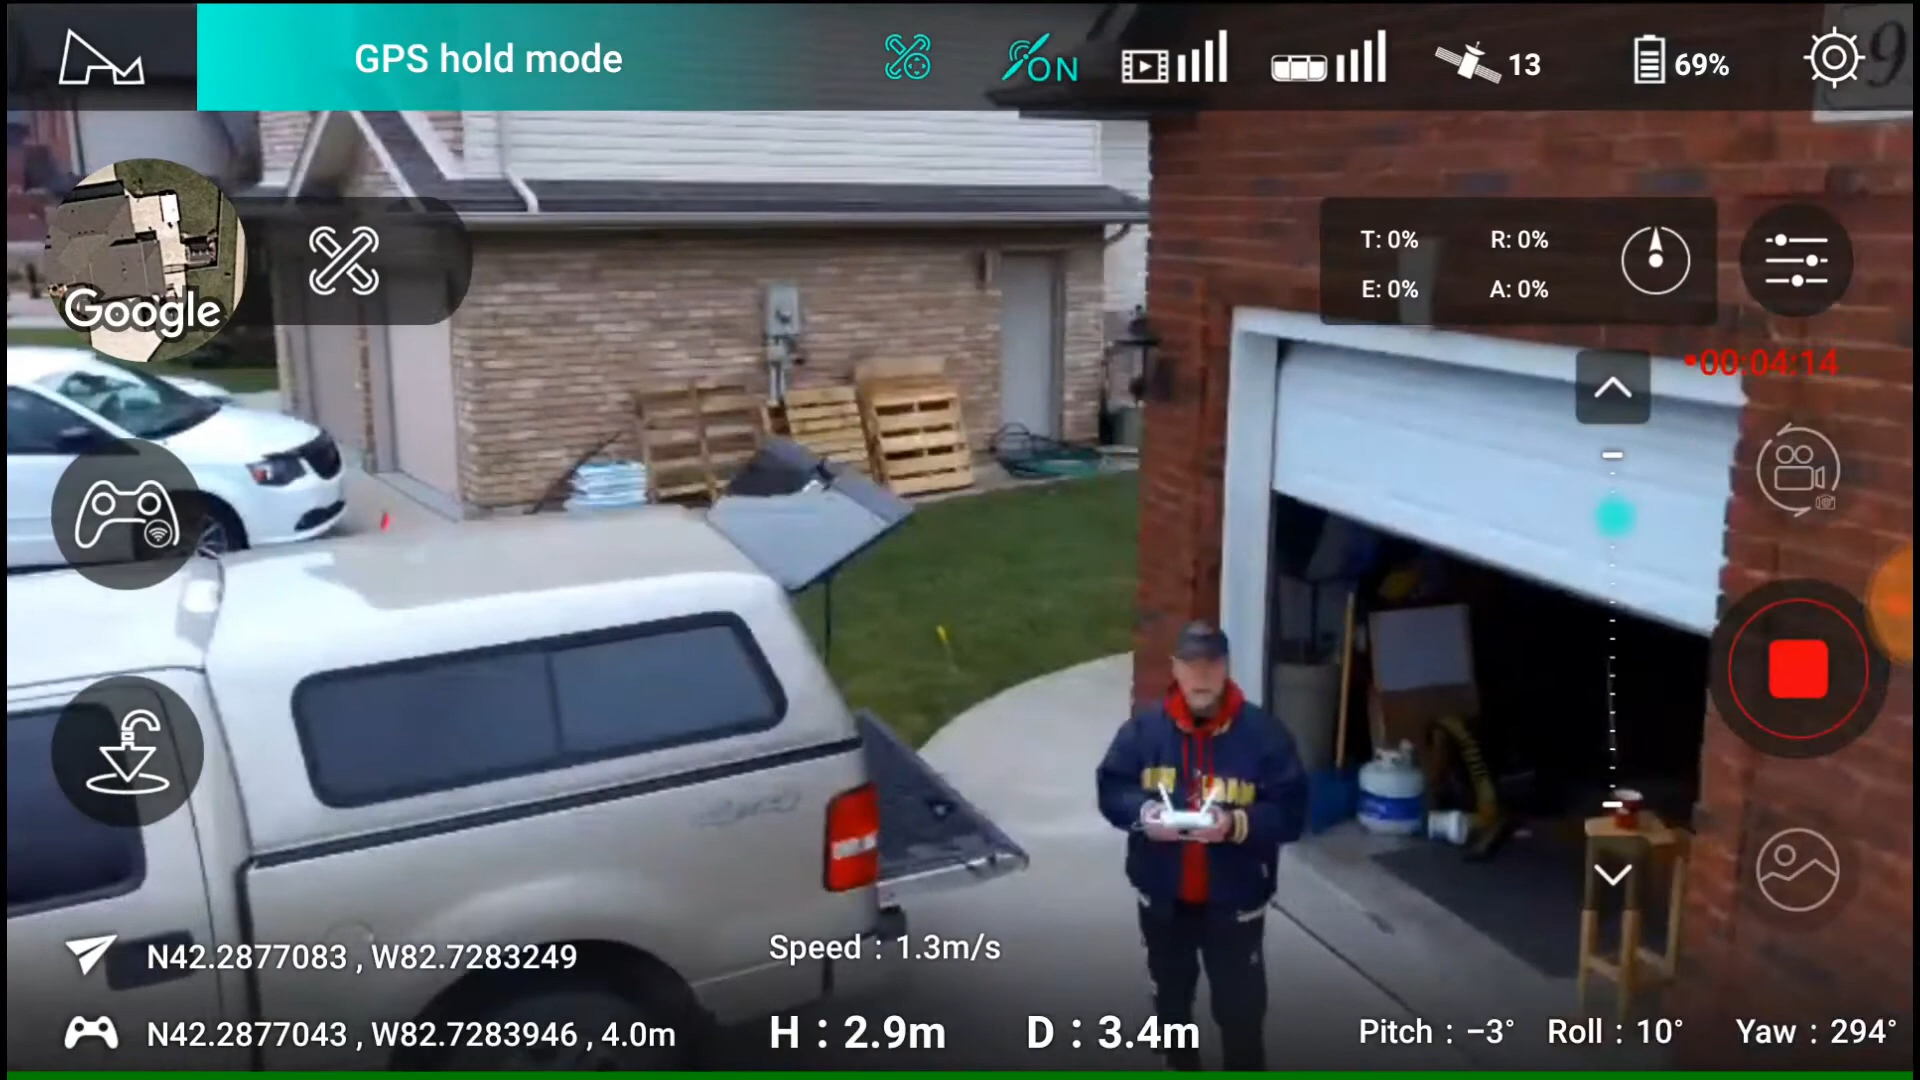 GPS hold mode
ON
13
69%
9
Google
T: 0%
R: 0%
E: 0%
A: 0%
00:04:14
N42.2877083 , W82.7283249
Speed : 1.3m/s
N42.2877043 , W82.7283946 , 4.0m
H : 2.9m
D : 3.4m
Pitch : −3°
Roll : 10°
Yaw : 294°